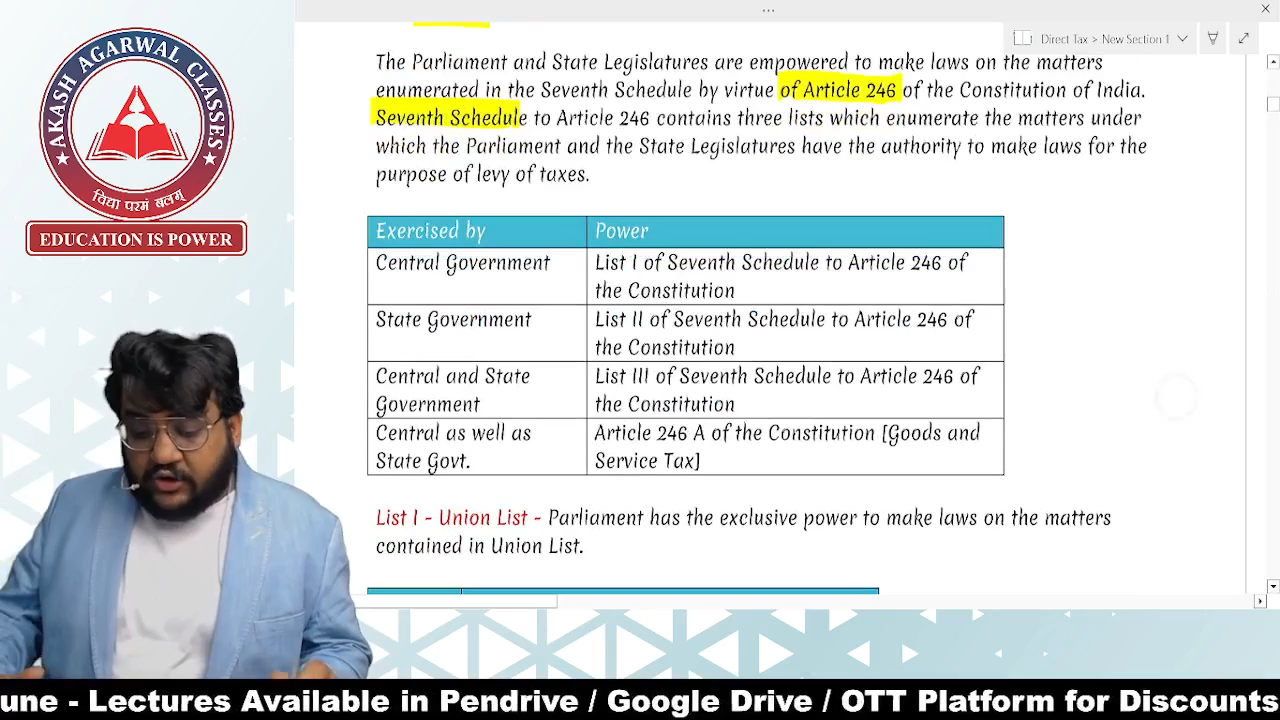 AKASH AGARWAL CLASSES
विद्या परमं बलम्
EDUCATION IS POWER
Direct Tax > New Section 1
The Parliament and State Legislatures are empowered to make laws on the matters
enumerated in the Seventh Schedule by virtue of Article 246 of the Constitution of India.
Seventh Schedule to Article 246 contains three lists which enumerate the matters under
which the Parliament and the State Legislatures have the authority to make laws for the
purpose of levy of taxes.
Exercised by Power
Central Government List I of Seventh Schedule to Article 246 of
the Constitution
State Government List II of Seventh Schedule to Article 246 of
the Constitution
Central and State List III of Seventh Schedule to Article 246 of
Government the Constitution
Central as well as Article 246 A of the Constitution [Goods and
State Govt. Service Tax]
List I - Union List - Parliament has the exclusive power to make laws on the matters
contained in Union List.
une - Lectures Available in Pendrive / Google Drive / OTT Platform for Discounts